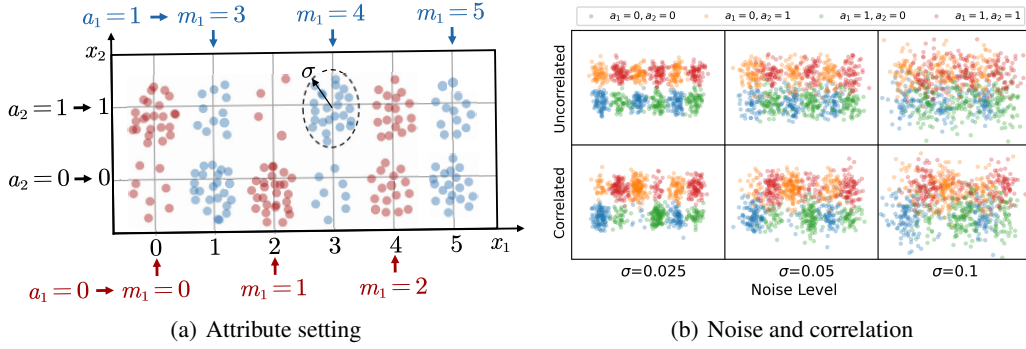 a₁ = 1 → m₁ = 3 m₁ = 4 m₁ = 5
x₂
σ
a₂ = 1 → 1
a₂ = 0 → 0
0 1 2 3 4 5 x₁
a₁ = 0 → m₁ = 0 m₁ = 1 m₁ = 2
(a) Attribute setting
a₁ = 0, a₂ = 0 a₁ = 0, a₂ = 1 a₁ = 1, a₂ = 0 a₁ = 1, a₂ = 1
Uncorrelated
Correlated
σ=0.025 σ=0.05 σ=0.1
Noise Level
(b) Noise and correlation